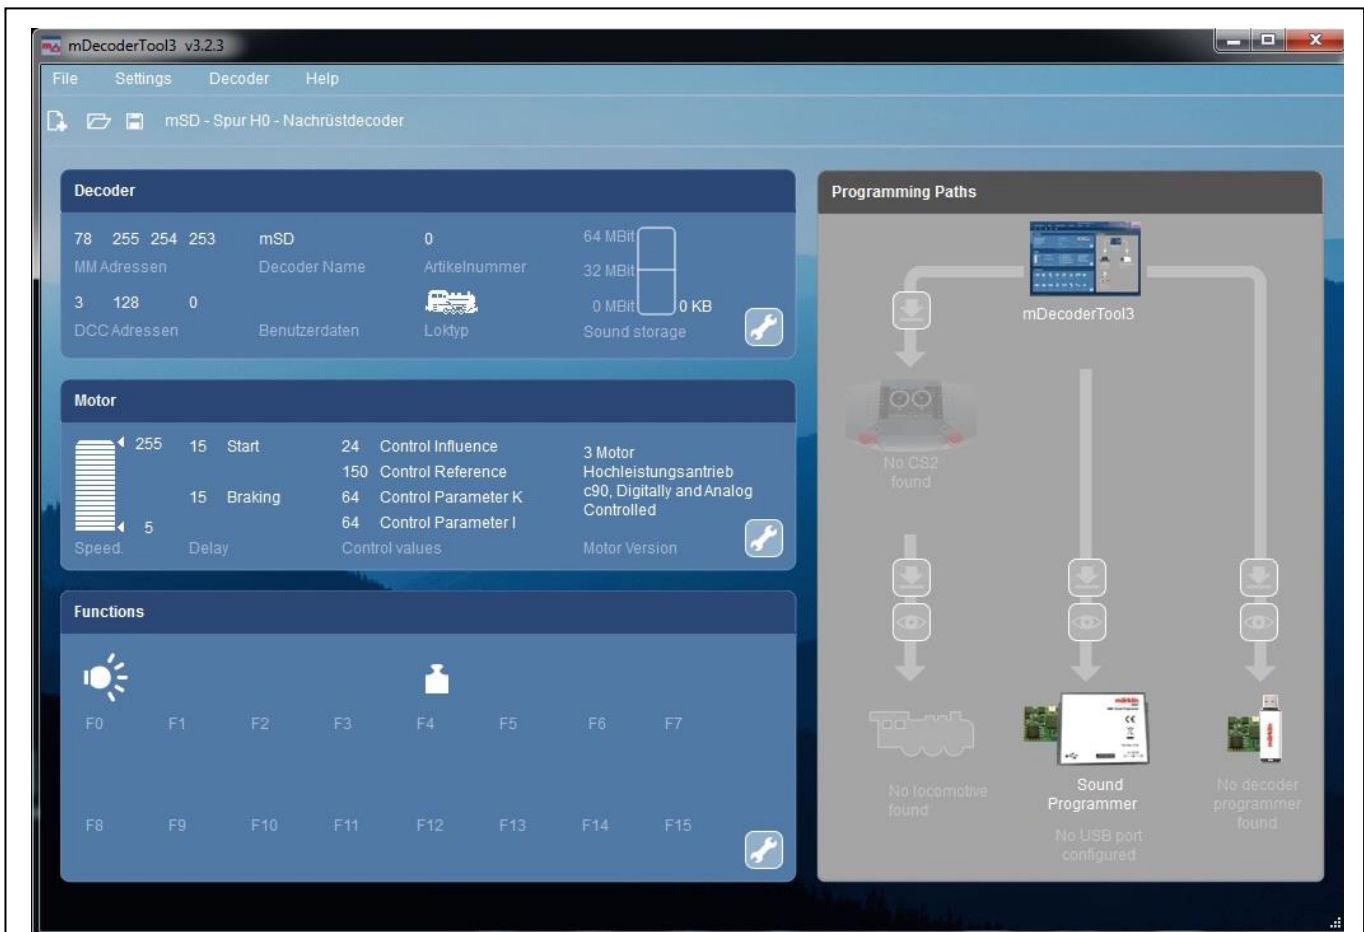 mDecoderTool3 v3.2.3
File Settings Decoder Help
mSD - Spur H0 - Nachrüstdecoder
Decoder
78 255 254 253 mSD 0
MM Adressen Decoder Name Artikelnummer
3 128 0
DCC Adressen Benutzerdaten Loktyp
64 MBit
32 MBit
0 MBit 0 KB
Sound storage
Motor
255
5
Speed.
15 Start
15 Braking
Delay
24 Control Influence
150 Control Reference
64 Control Parameter K
64 Control Parameter I
Control values
3 Motor
Hochleistungsantrieb
c90, Digitally and Analog
Controlled
Motor Version
Functions
F0 F1 F2 F3 F4 F5 F6 F7
F8 F9 F10 F11 F12 F13 F14 F15
Programming Paths
mDecoderTool3
No CS2
found
No locomotive
found
märklin
Sound
Programmer
No USB port
configured
märklin
No decoder
programmer
found